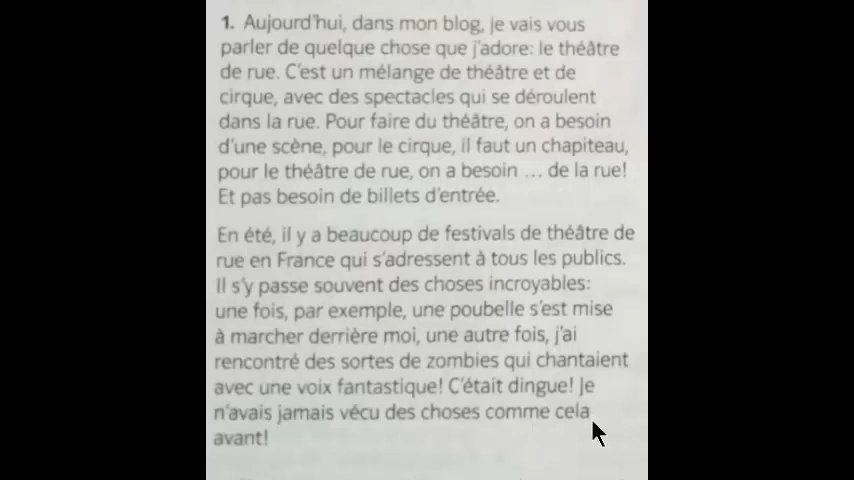 1. Aujourd'hui, dans mon blog, je vais vous
parler de quelque chose que j'adore: le théâtre
de rue. C'est un mélange de théâtre et de
cirque, avec des spectacles qui se déroulent
dans la rue. Pour faire du théâtre, on a besoin
d'une scène, pour le cirque, il faut un chapiteau,
pour le théâtre de rue, on a besoin ... de la rue!
Et pas besoin de billets d'entrée.
En été, il y a beaucoup de festivals de théâtre de
rue en France qui s'adressent à tous les publics.
Il s'y passe souvent des choses incroyables:
une fois, par exemple, une poubelle s'est mise
à marcher derrière moi, une autre fois, j'ai
rencontré des sortes de zombies qui chantaient
avec une voix fantastique! C'était dingue! Je
n'avais jamais vécu des choses comme cela
avant!